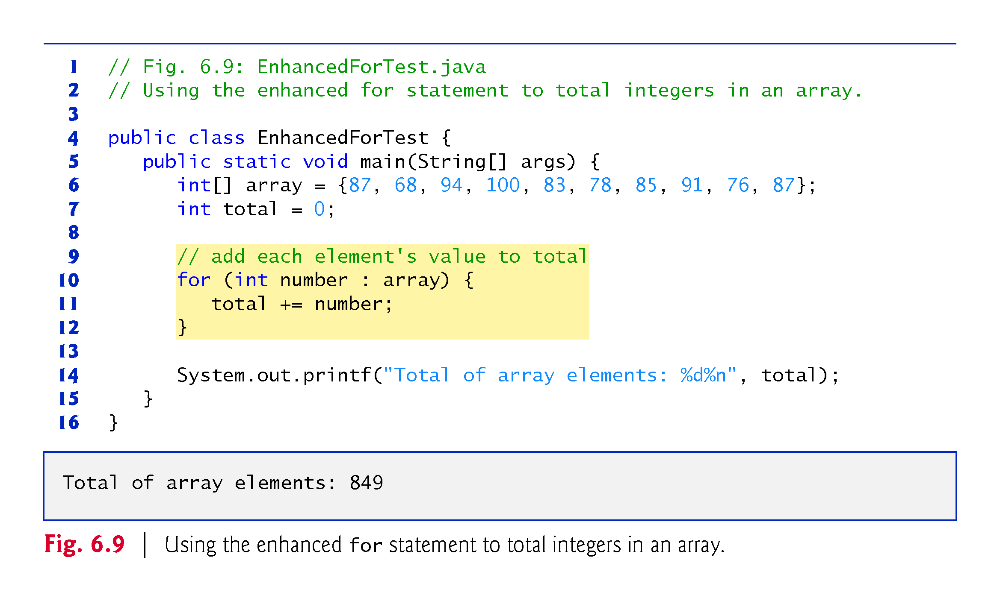 1 // Fig. 6.9: EnhancedForTest.java
2 // Using the enhanced for statement to total integers in an array.
3
4 public class EnhancedForTest {
5    public static void main(String[] args) {
6       int[] array = {87, 68, 94, 100, 83, 78, 85, 91, 76, 87};
7       int total = 0;
8
9       // add each element's value to total
10       for (int number : array) {
11          total += number;
12       }
13
14       System.out.printf("Total of array elements: %d%n", total);
15    }
16 }
Total of array elements: 849
Fig. 6.9 | Using the enhanced for statement to total integers in an array.